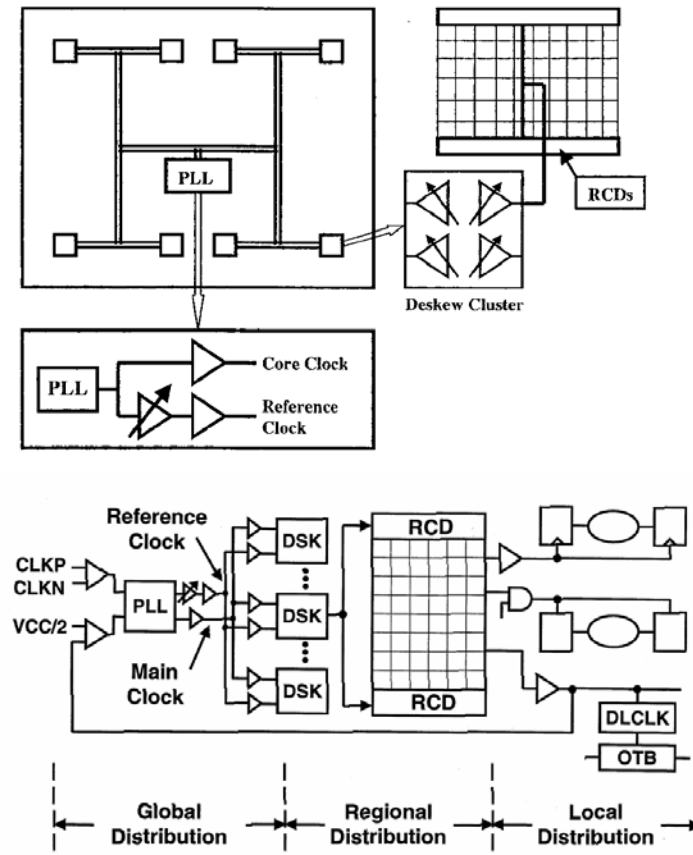 PLL
RCDs
Deskew Cluster
PLL
Core Clock
Reference
Clock
Reference
Clock
CLKP
CLKN
VCC/2
PLL
Main
Clock
DSK
DSK
DSK
RCD
RCD
DLCLK
OTB
Global
Distribution
Regional
Distribution
Local
Distribution